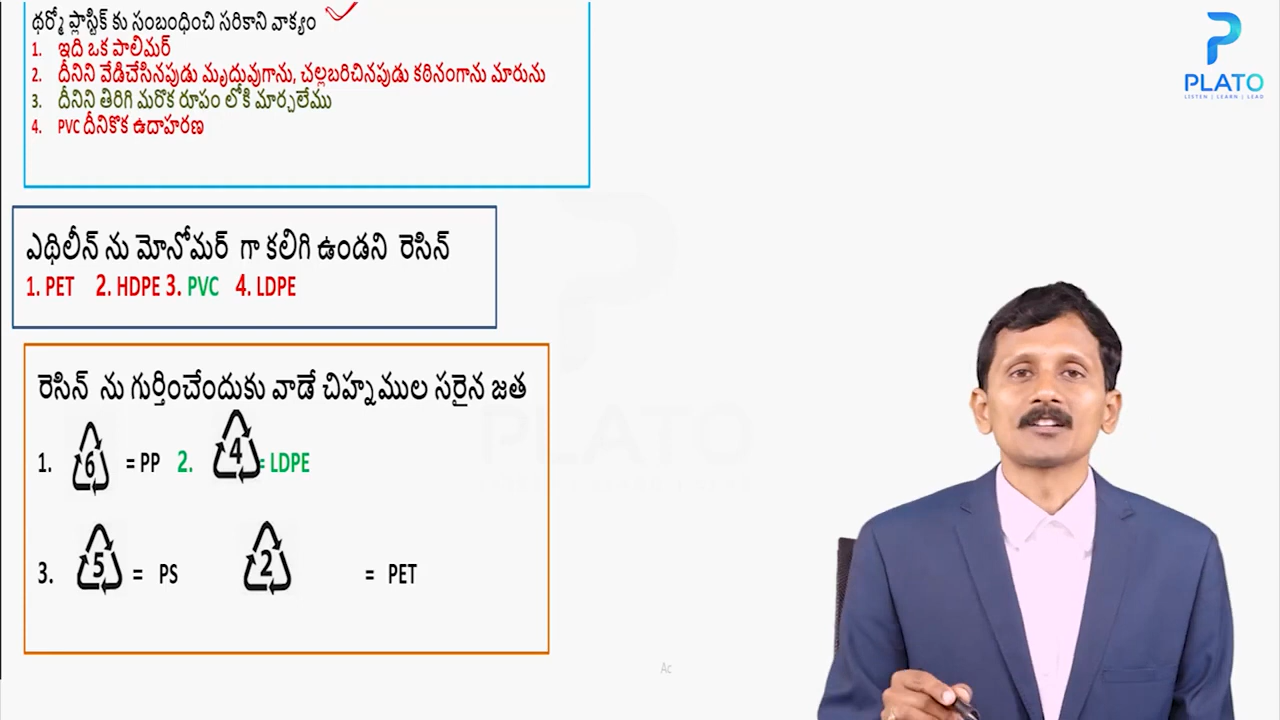 థర్మో ప్లాస్టిక్ కు సంబంధించి సరికాని వాక్యం
1. ఇది ఒక పాలిమర్
2. దీనిని వేడిచేసినపుడు మృదువుగాను, చల్లబరిచినపుడు కఠినంగాను మారును
3. దీనిని తిరిగి మరొక రూపం లోకి మార్చలేము
4. PVC దీనికొక ఉదాహరణ
ఎథిలీన్ ను మోనోమర్ గా కలిగి ఉండని రెసిన్
1. PET 2. HDPE 3. PVC 4. LDPE
రెసిన్ ను గుర్తించేందుకు వాడే చిహ్నముల సరైన జత
1. 6 = PP 2. 4 = LDPE
3. 5 = PS 2 = PET
PLATO
LISTEN | LEARN | LEAD
PLATO
Ac